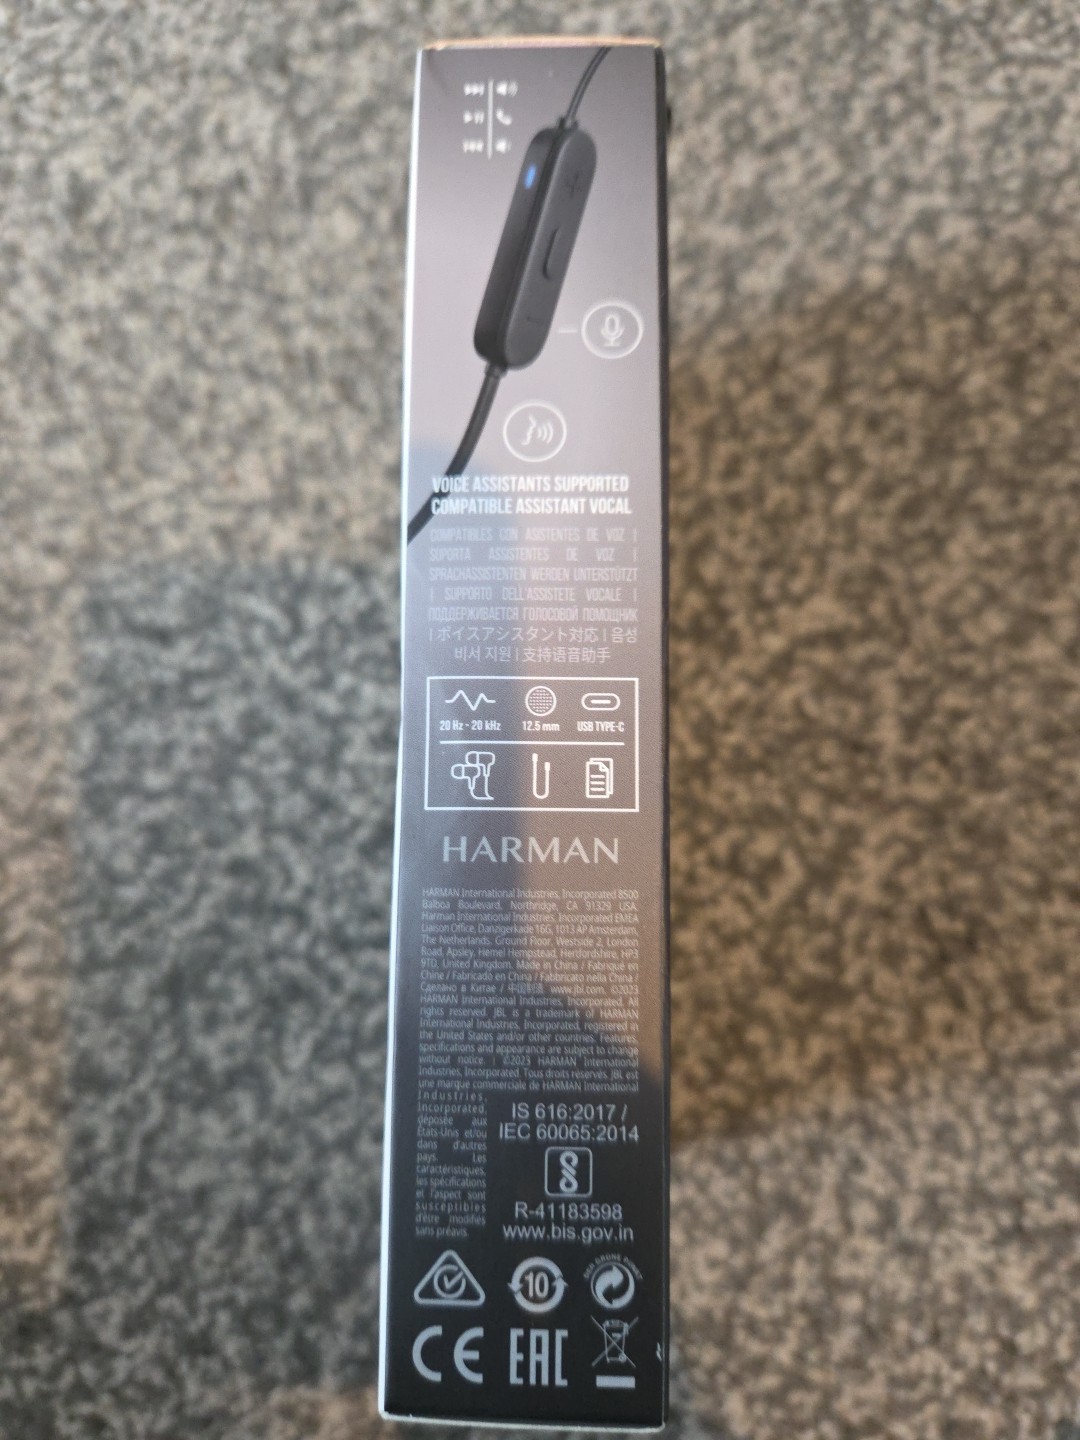 VOICE ASSISTANTS SUPPORTED
COMPATIBLE ASSISTANT VOCAL
COMPATIBLES CON ASISTENTES DE VOZ |
SUPORTA ASSISTENTES DE VOZ |
SPRACHASSISTENTEN WERDEN UNTERSTÜTZT
| SUPPORTO DELL'ASSISTETE VOCALE |
ПОДДЕРЖИВАЕТСЯ ГОЛОСОВОЙ ПОМОЩНИК
| ボイスアシスタント対応 | 음성
비서 지원 | 支持语音助手
20 Hz - 20 kHz 12.5 mm USB TYPE-C
HARMAN
HARMAN International Industries, Incorporated 8500
Balboa Boulevard, Northridge, CA 91329 USA.
Harman International Industries, Incorporated EMEA
Liaison Office, Danzigerkade 16G, 1013 AP Amsterdam,
The Netherlands. Ground Floor, Westside 2, London
Road, Apsley, Hemel Hempstead, Hertfordshire, HP3
9TD, United Kingdom. Made in China / Fabriqué en
Chine / Fabricado en China / Fabbricato nella China /
Сделано в Китае / 中国制造. www.jbl.com. ©2023
HARMAN International Industries, Incorporated. All
rights reserved. JBL is a trademark of HARMAN
International Industries, Incorporated, registered in
the United States and/or other countries. Features,
specifications and appearance are subject to change
without notice. | ©2023 HARMAN International
Industries, Incorporated. Tous droits réservés. JBL est
une marque commerciale de HARMAN International
Industries,
Incorporated,
déposée aux
États-Unis et/ou
dans d'autres
pays. Les
caractéristiques,
les spécifications
et l'aspect sont
susceptibles
d'être modifiés
sans préavis.
IS 616:2017 /
IEC 60065:2014
R-41183598
www.bis.gov.in
10
DER GRÜNE PUNKT
CE EAC